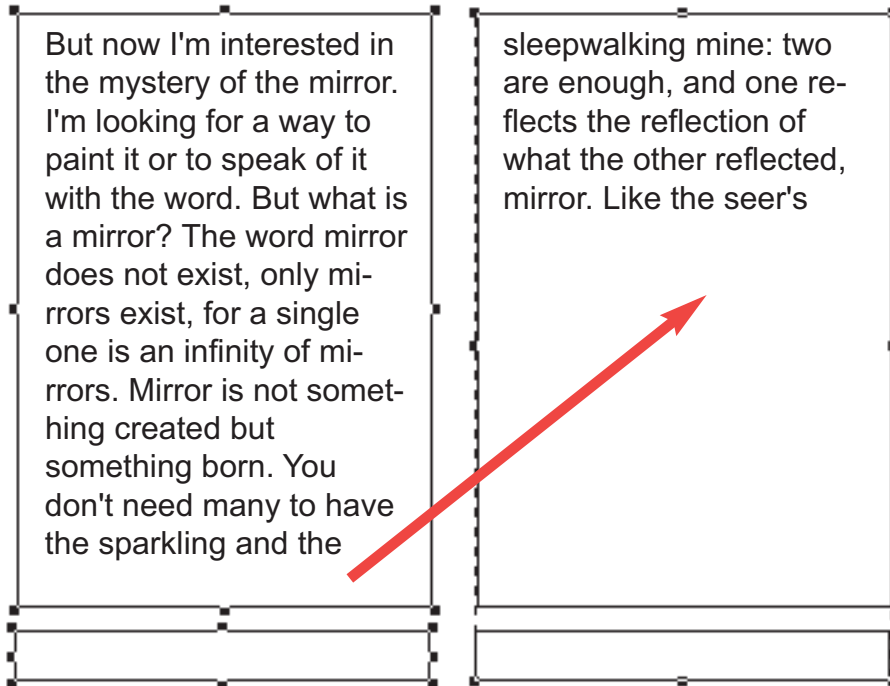 But now I'm interested in
the mystery of the mirror.
I'm looking for a way to
paint it or to speak of it
with the word. But what is
a mirror? The word mirror
does not exist, only mi-
rrors exist, for a single
one is an infinity of mi-
rrors. Mirror is not somet-
hing created but
something born. You
don't need many to have
the sparkling and the
sleepwalking mine: two
are enough, and one re-
flects the reflection of
what the other reflected,
mirror. Like the seer's